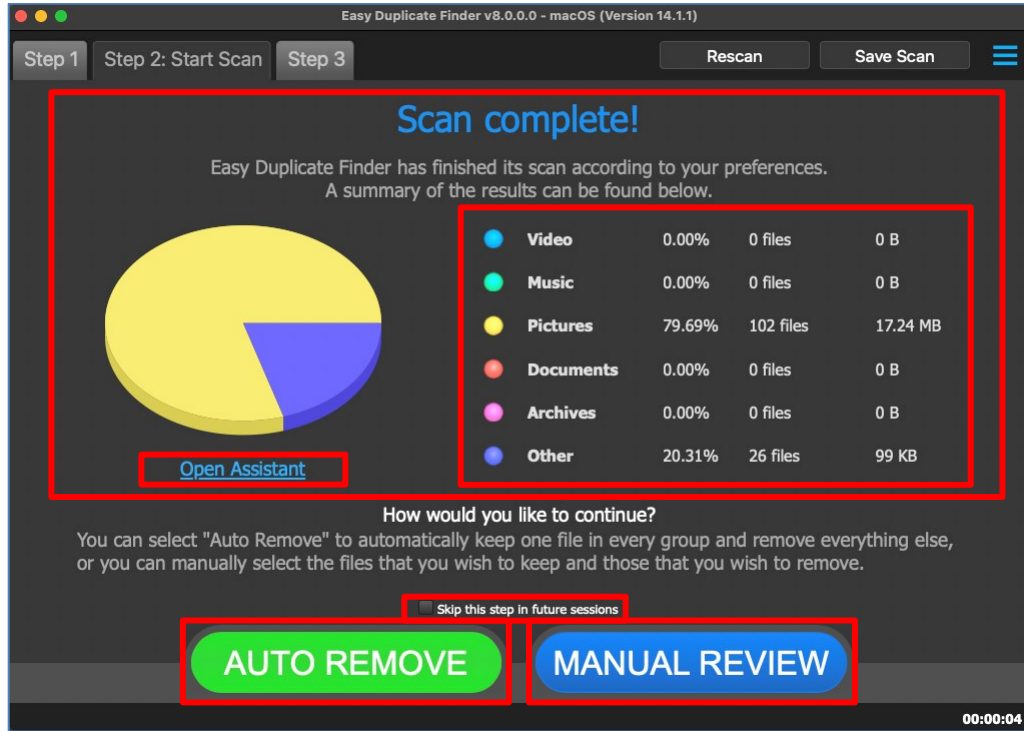 Easy Duplicate Finder v8.0.0.0 - macOS (Version 14.1.1)
Step 1 Step 2: Start Scan Step 3 Rescan Save Scan
Scan complete!
Easy Duplicate Finder has finished its scan according to your preferences.
A summary of the results can be found below.
Video 0.00% 0 files 0 B
Music 0.00% 0 files 0 B
Pictures 79.69% 102 files 17.24 MB
Documents 0.00% 0 files 0 B
Archives 0.00% 0 files 0 B
Other 20.31% 26 files 99 KB
Open Assistant
How would you like to continue?
You can select "Auto Remove" to automatically keep one file in every group and remove everything else,
or you can manually select the files that you wish to keep and those that you wish to remove.
Skip this step in future sessions
AUTO REMOVE MANUAL REVIEW
00:00:04